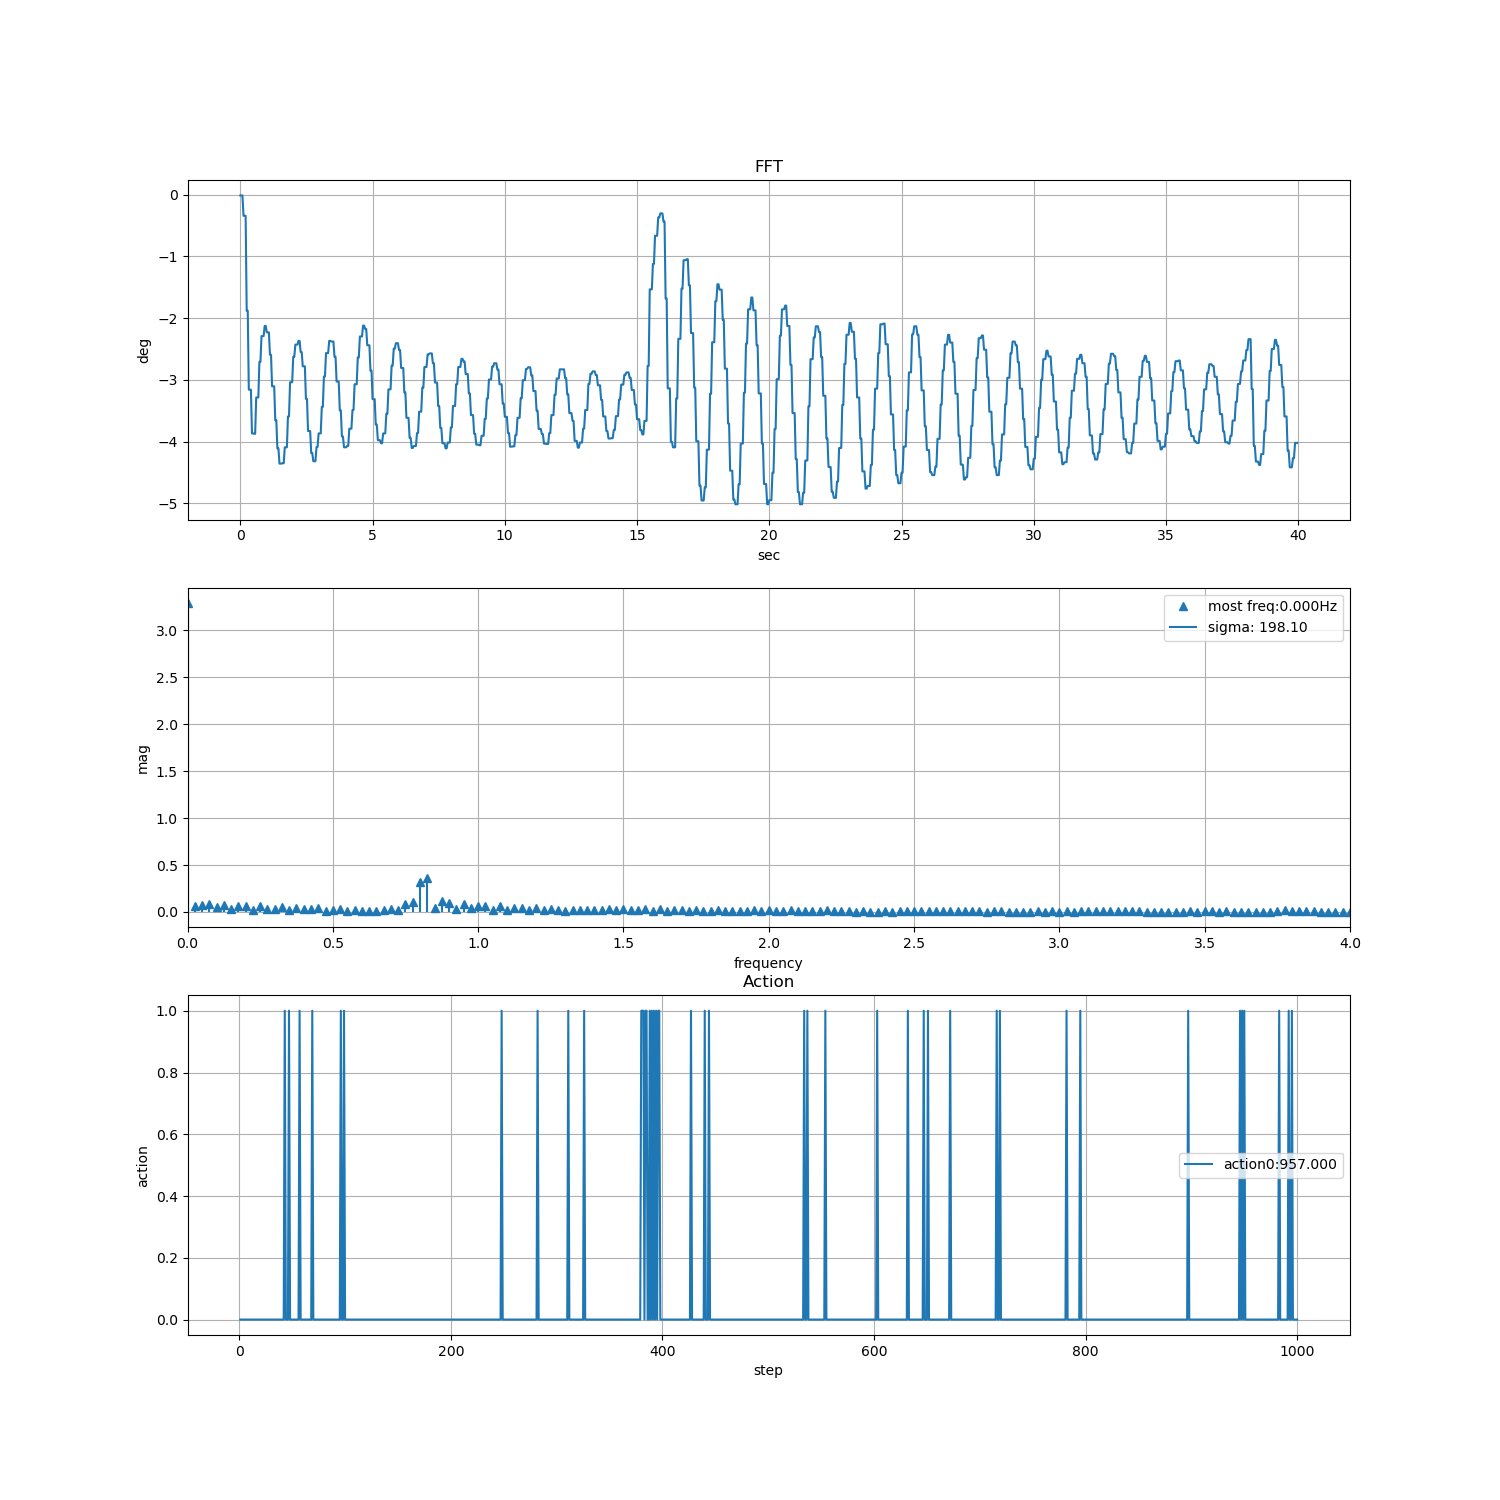 FFT
0
−1
−2
−3
−4
−5
deg
0 5 10 15 20 25 30 35 40
sec
most freq:0.000Hz
sigma: 198.10
3.0
2.5
2.0
1.5
1.0
0.5
0.0
mag
0.0 0.5 1.0 1.5 2.0 2.5 3.0 3.5 4.0
frequency
Action
1.0
0.8
0.6
0.4
0.2
0.0
action
action0:957.000
0 200 400 600 800 1000
step